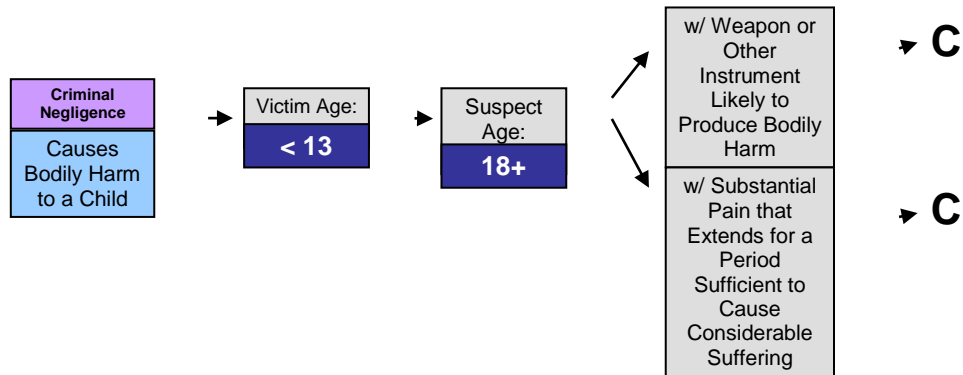 Criminal
Negligence
Causes
Bodily Harm
to a Child
Victim Age:
< 13
Suspect
Age:
18+
w/ Weapon or
Other
Instrument
Likely to
Produce Bodily
Harm
C
w/ Substantial
Pain that
Extends for a
Period
Sufficient to
Cause
Considerable
Suffering
C